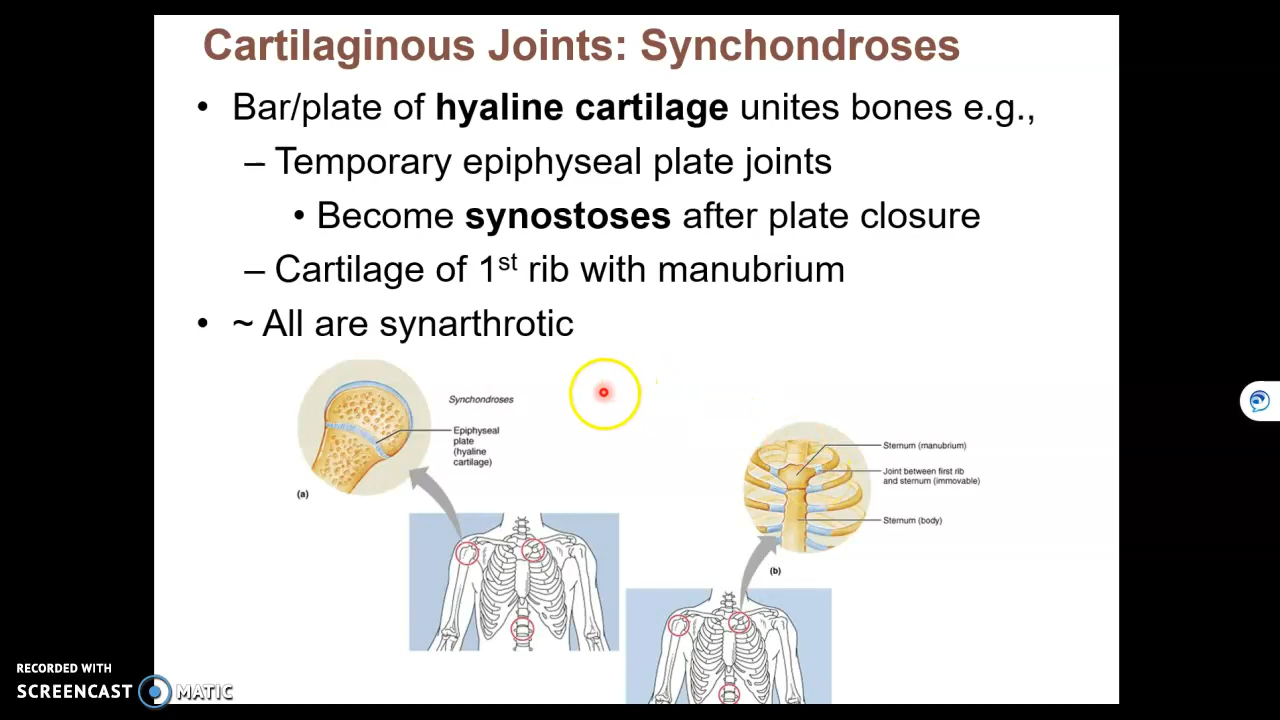 Cartilaginous Joints: Synchondroses
• Bar/plate of hyaline cartilage unites bones e.g.,
– Temporary epiphyseal plate joints
• Become synostoses after plate closure
– Cartilage of 1st rib with manubrium
• ~ All are synarthrotic
Synchondroses
Epiphyseal
plate
(hyaline
cartilage)
(a)
Sternum (manubrium)
Joint between first rib
and sternum (immovable)
Sternum (body)
(b)
RECORDED WITH
SCREENCAST MATIC